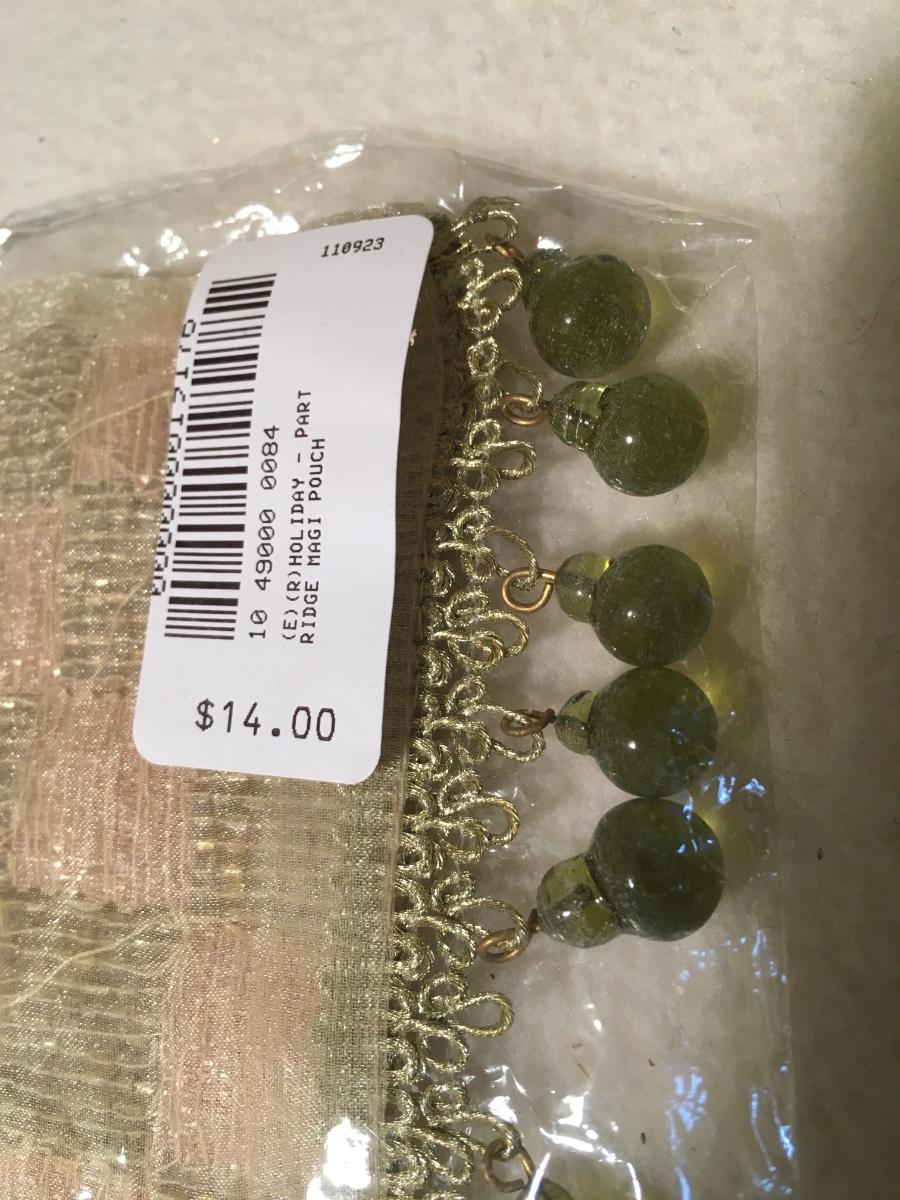 110923
10 49000 0084
(E)(R)HOLIDAY - PART
RIDGE MAGI POUCH
$14.00